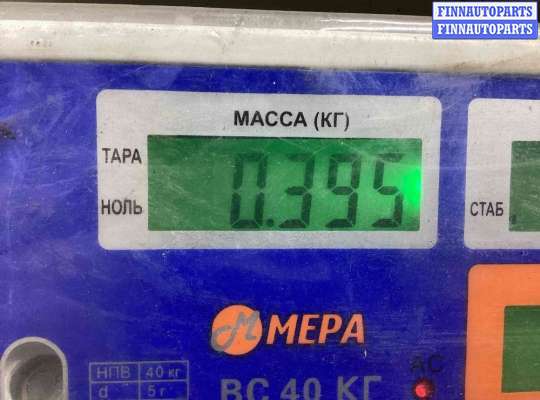 FINNAUTOPARTS
FINNAUTOPARTS
МАССА (КГ)
ТАРА
НОЛЬ
0.395
СТАБ
МЕРА
НПВ 40 кг
d 5 г
ВС 40 КГ
AC